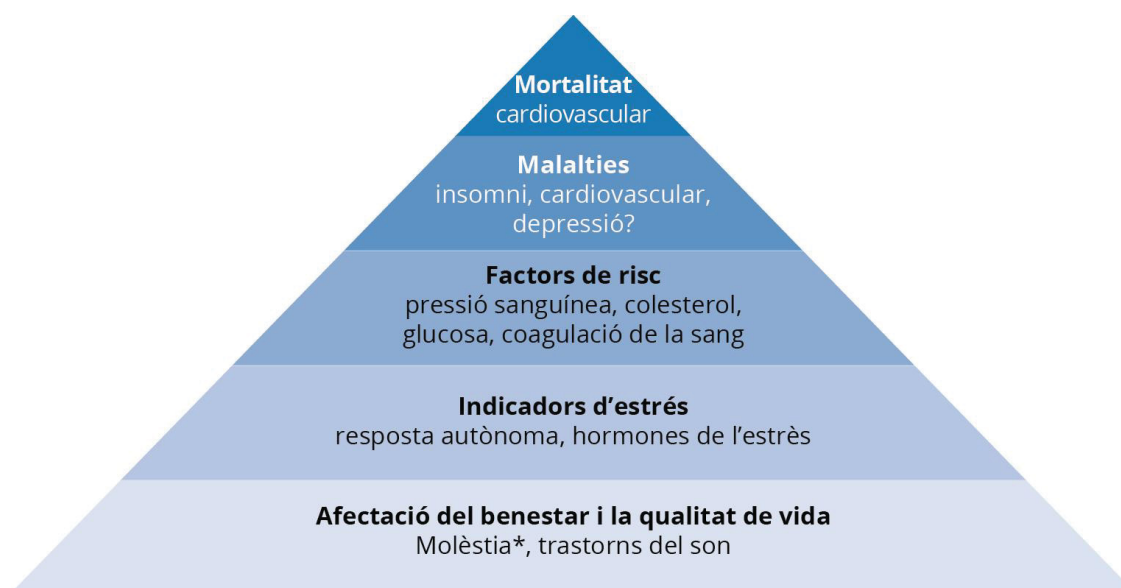 Mortalitat
cardiovascular
Malalties
insomni, cardiovascular,
depressió?
Factors de risc
pressió sanguínea, colesterol,
glucosa, coagulació de la sang
Indicadors d’estrés
resposta autònoma, hormones de l’estrès
Afectació del benestar i la qualitat de vida
Molèstia*, trastorns del son